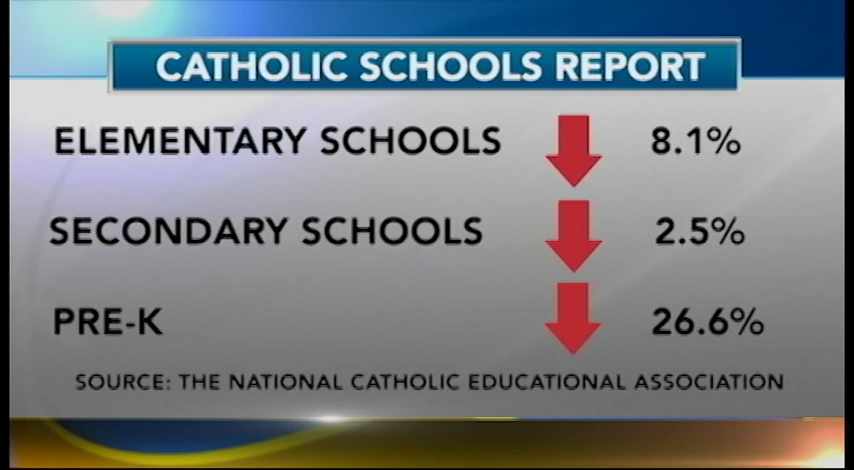 CATHOLIC SCHOOLS REPORT
ELEMENTARY SCHOOLS 8.1%
SECONDARY SCHOOLS 2.5%
PRE-K 26.6%
SOURCE: THE NATIONAL CATHOLIC EDUCATIONAL ASSOCIATION